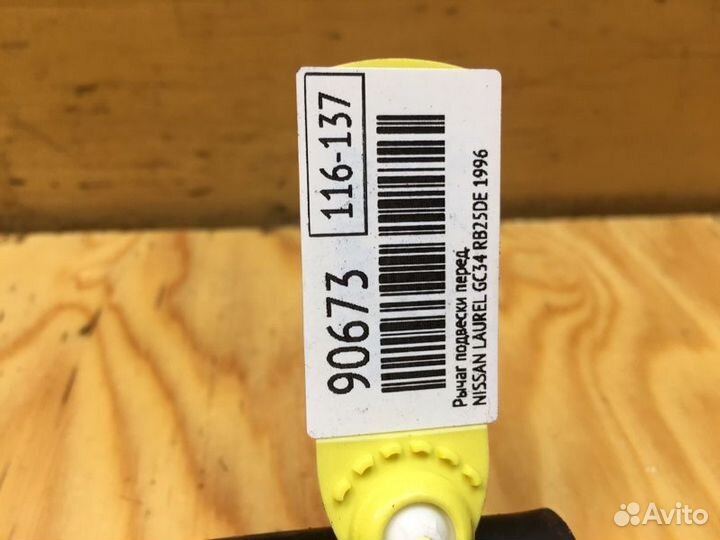 90673 116-137
Рычаг подвески перед.
NISSAN LAUREL GC34 RB25DE 1996
Avito